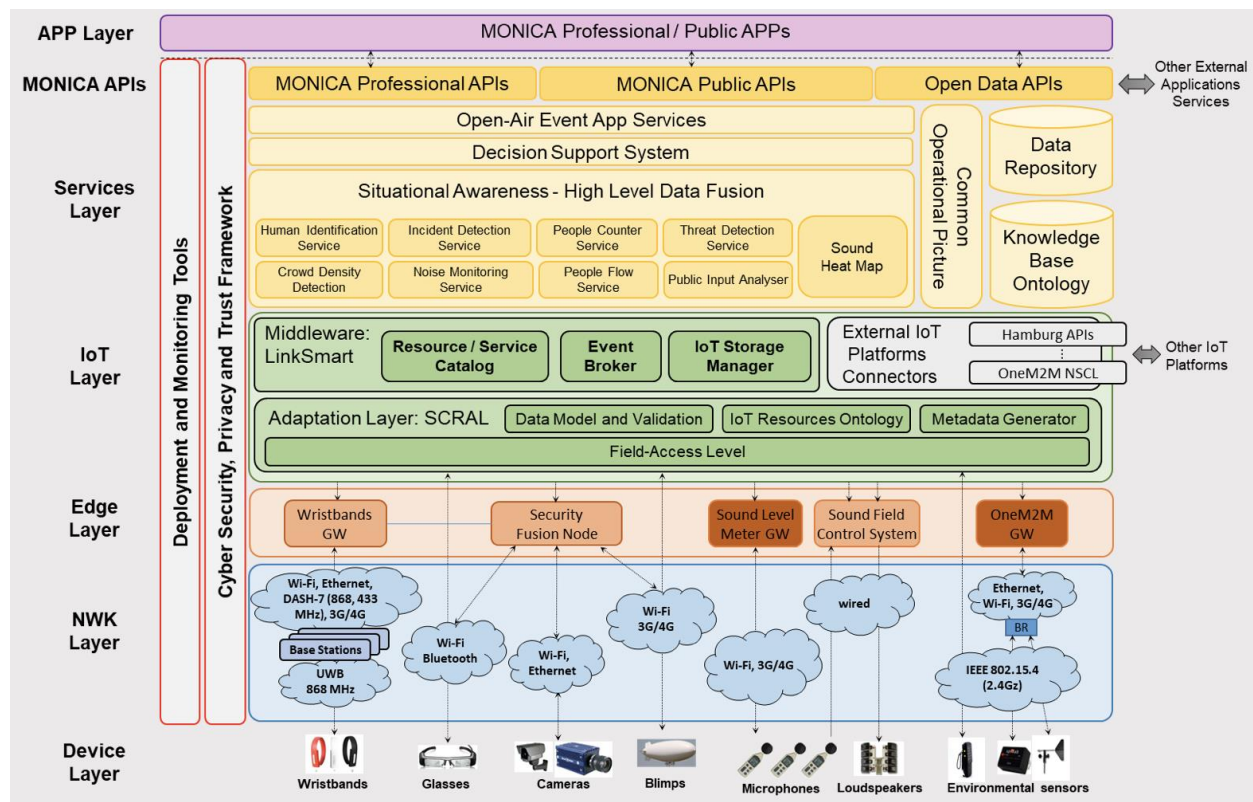 APP Layer
MONICA Professional / Public APPs
MONICA APIs
MONICA Professional APIs
MONICA Public APIs
Open Data APIs
Other External
Applications
Services
Deployment and Monitoring Tools
Cyber Security, Privacy and Trust Framework
Services
Layer
Open-Air Event App Services
Decision Support System
Situational Awareness - High Level Data Fusion
Human Identification
Service
Incident Detection
Service
People Counter
Service
Threat Detection
Service
Crowd Density
Detection
Noise Monitoring
Service
People Flow
Service
Public Input Analyser
Sound
Heat Map
Common
Operational Picture
Data
Repository
Knowledge
Base
Ontology
IoT
Layer
Middleware:
LinkSmart
Resource / Service
Catalog
Event
Broker
IoT Storage
Manager
External IoT
Platforms
Connectors
Hamburg APIs
OneM2M NSCL
Other IoT
Platforms
Adaptation Layer: SCRAL
Data Model and Validation
IoT Resources Ontology
Metadata Generator
Field-Access Level
Edge
Layer
Wristbands
GW
Security
Fusion Node
Sound Level
Meter GW
Sound Field
Control System
OneM2M
GW
NWK
Layer
Wi-Fi, Ethernet,
DASH-7 (868, 433
MHz), 3G/4G
Base Stations
UWB
868 MHz
Wi-Fi
Bluetooth
Wi-Fi,
Ethernet
Wi-Fi
3G/4G
Wi-Fi, 3G/4G
wired
Ethernet,
Wi-Fi, 3G/4G
BR
IEEE 802.15.4
(2.4Gz)
Device
Layer
Wristbands
Glasses
Cameras
Blimps
Microphones
Loudspeakers
Environmental sensors